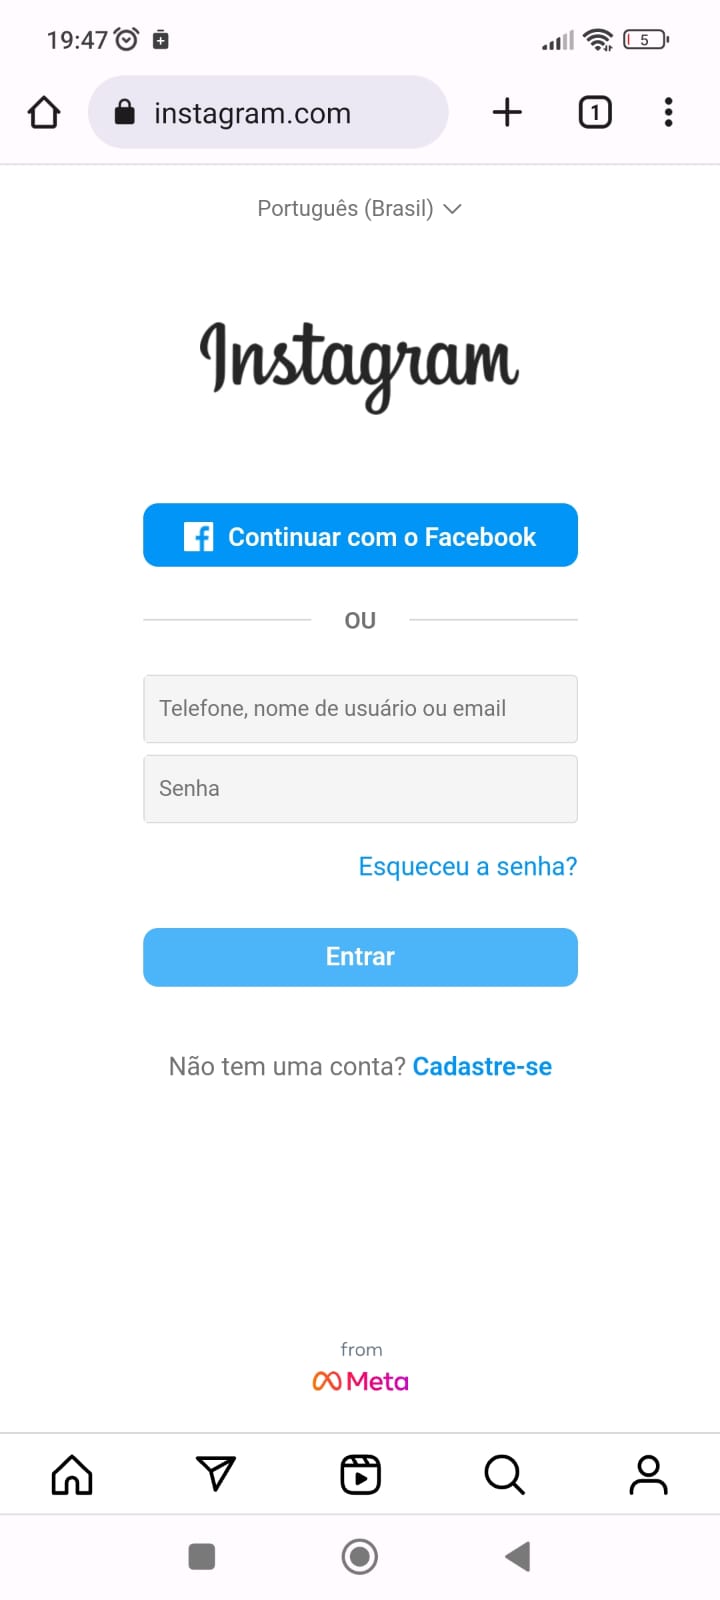 19:47
5
instagram.com
1
Português (Brasil)
Instagram
Continuar com o Facebook
OU
Telefone, nome de usuário ou email
Senha
Esqueceu a senha?
Entrar
Não tem uma conta? Cadastre-se
from
Meta